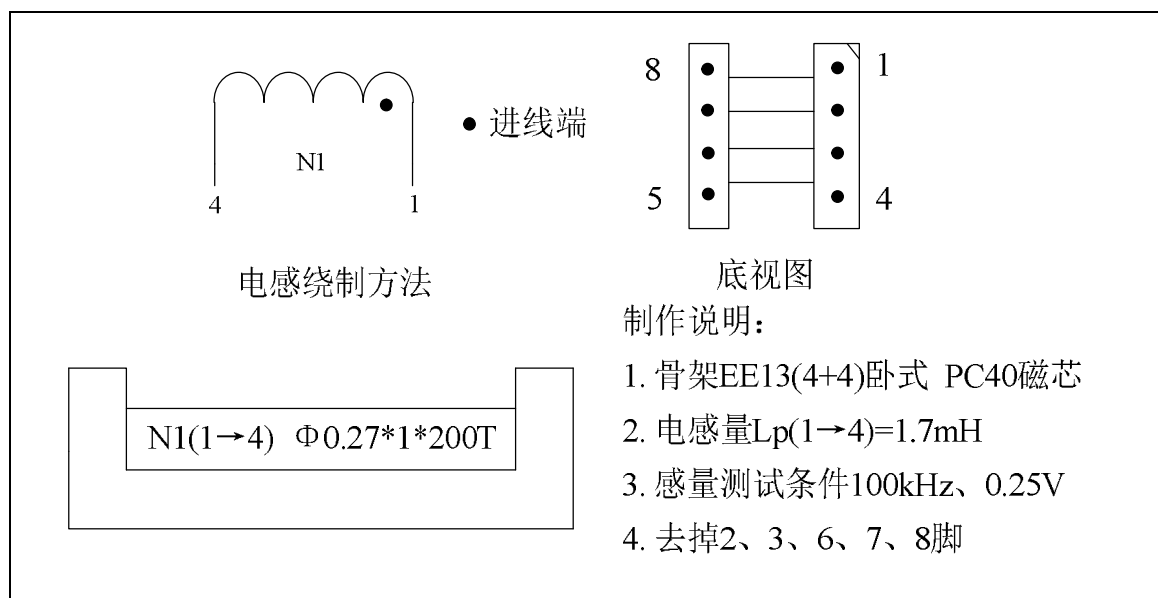 N1
4
1
● 进线端
电感绕制方法
8
1
5
4
底视图
制作说明：
1. 骨架EE13(4+4)卧式 PC40磁芯
2. 电感量Lp(1→4)=1.7mH
3. 感量测试条件100kHz、0.25V
4. 去掉2、3、6、7、8脚
N1(1→4) Φ0.27*1*200T